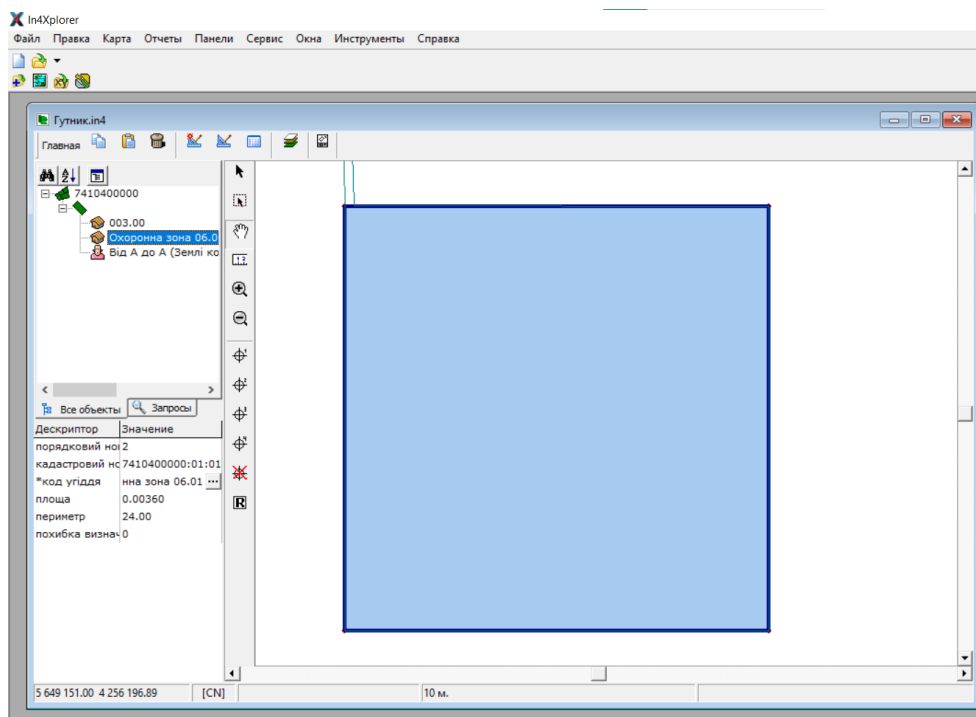 In4Xplorer
Файл Правка Карта Отчеты Панели Сервис Окна Инструменты Справка
Гутник.in4
Главная
7410400000
003.00
Охоронна зона 06.0
Від А до А (Землі ко
Все объекты Запросы
Дескриптор Значение
порядковий но 2
кадастровий но 7410400000:01:01
*код угіддя нна зона 06.01 ...
площа 0.00360
периметр 24.00
похибка визнач 0
R
5 649 151.00 4 256 196.89 [CN] 10 м.